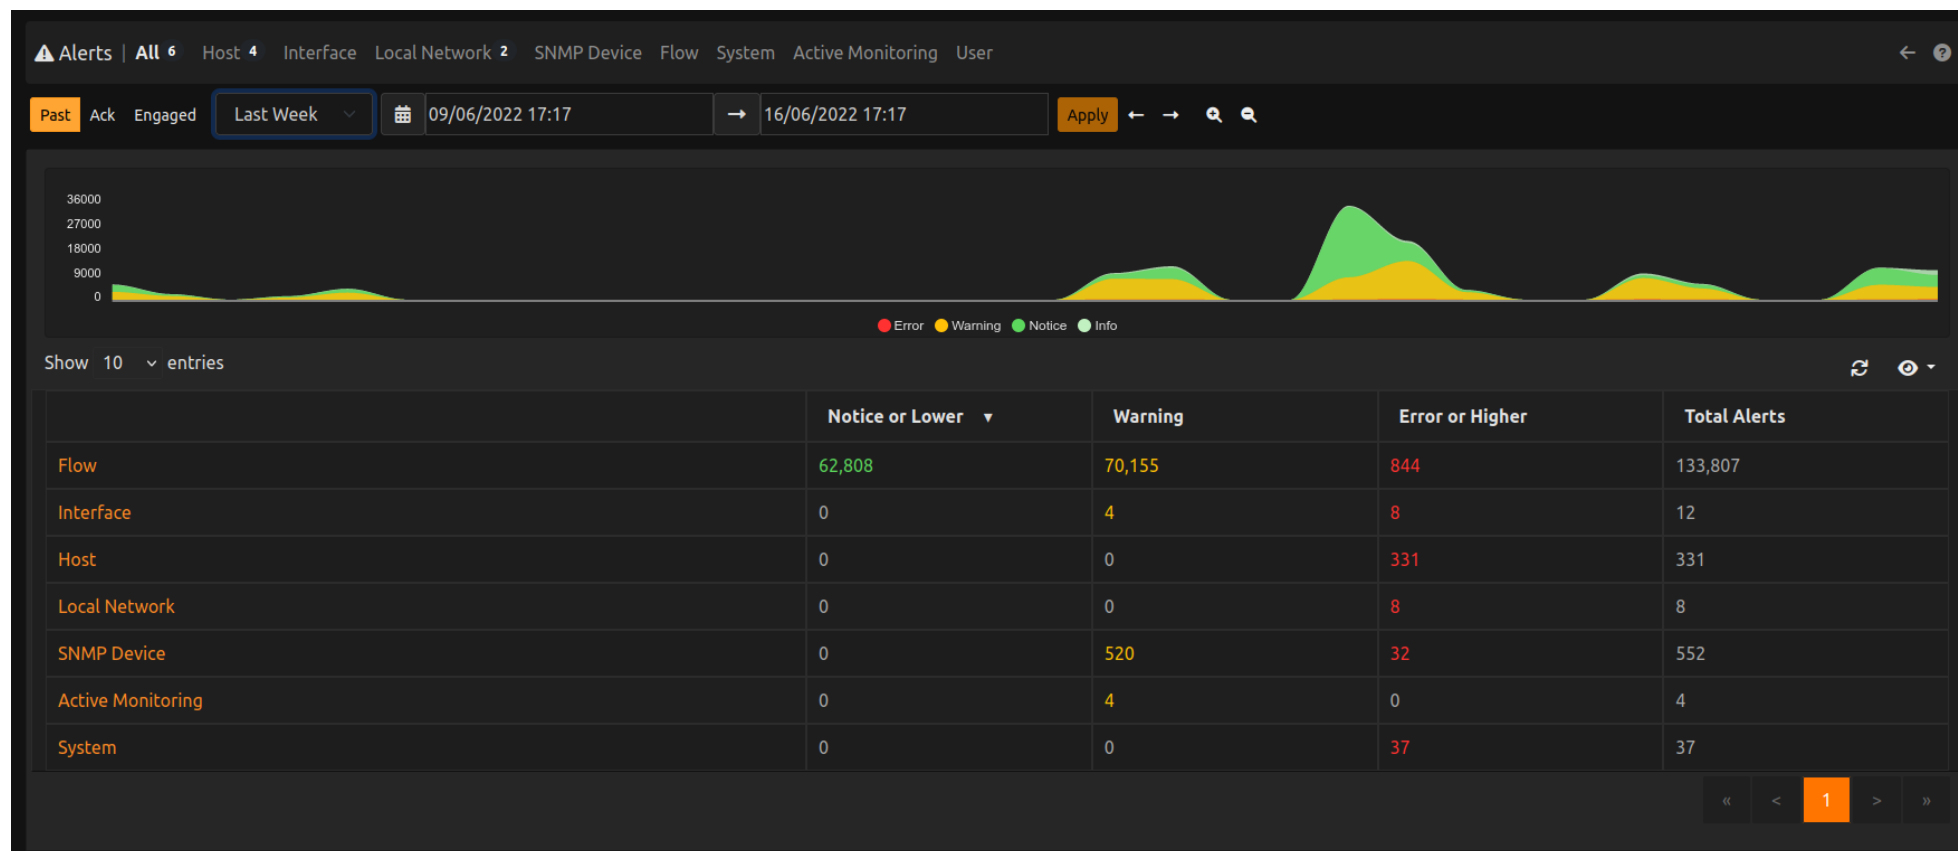 Alerts | All 6 Host 4 Interface Local Network 2 SNMP Device Flow System Active Monitoring User
Past Ack Engaged Last Week 09/06/2022 17:17 → 16/06/2022 17:17 Apply ← →
36000
27000
18000
9000
0
Error Warning Notice Info
Show 10 entries
Notice or Lower ▼ Warning Error or Higher Total Alerts
Flow 62,808 70,155 844 133,807
Interface 0 4 8 12
Host 0 0 331 331
Local Network 0 0 8 8
SNMP Device 0 520 32 552
Active Monitoring 0 4 0 4
System 0 0 37 37
« < 1 > »